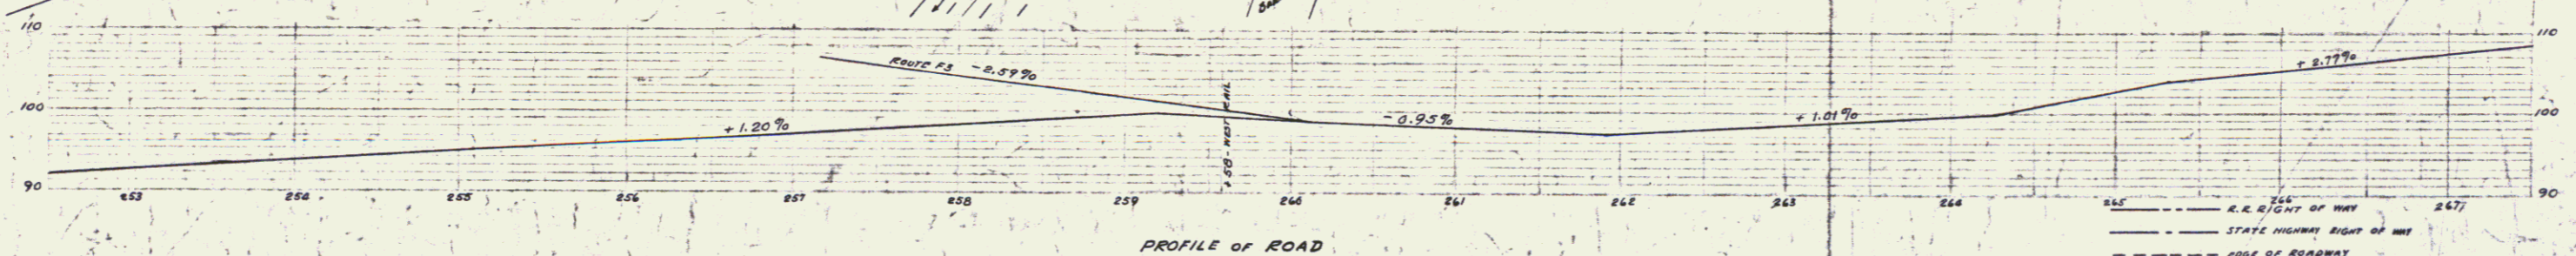 110
110
ROUTE F3 -2.59%
+2.77%
100
100
+1.20%
+58-WEST RAIL
-0.95%
+1.01%
90
90
253 254 255 256 257 258 259 260 261 262 263 264 265 266 267
R.R. RIGHT OF WAY
STATE HIGHWAY RIGHT OF WAY
EDGE OF ROADWAY
PROFILE OF ROAD